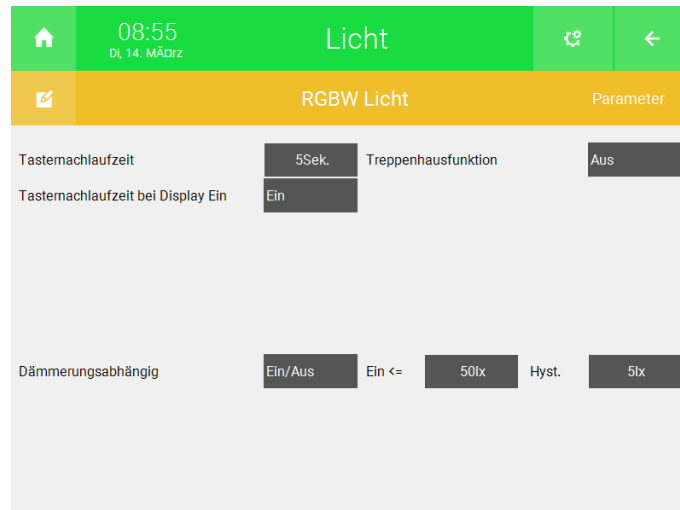 08:55
Licht
Di, 14. MÃ¤rz
RGBW Licht
Parameter
Tasternachlaufzeit
5Sek.
Treppenhausfunktion
Aus
Tasternachlaufzeit bei Display Ein
Ein
Dämmerungsabhängig
Ein/Aus
Ein <=
50lx
Hyst.
5lx